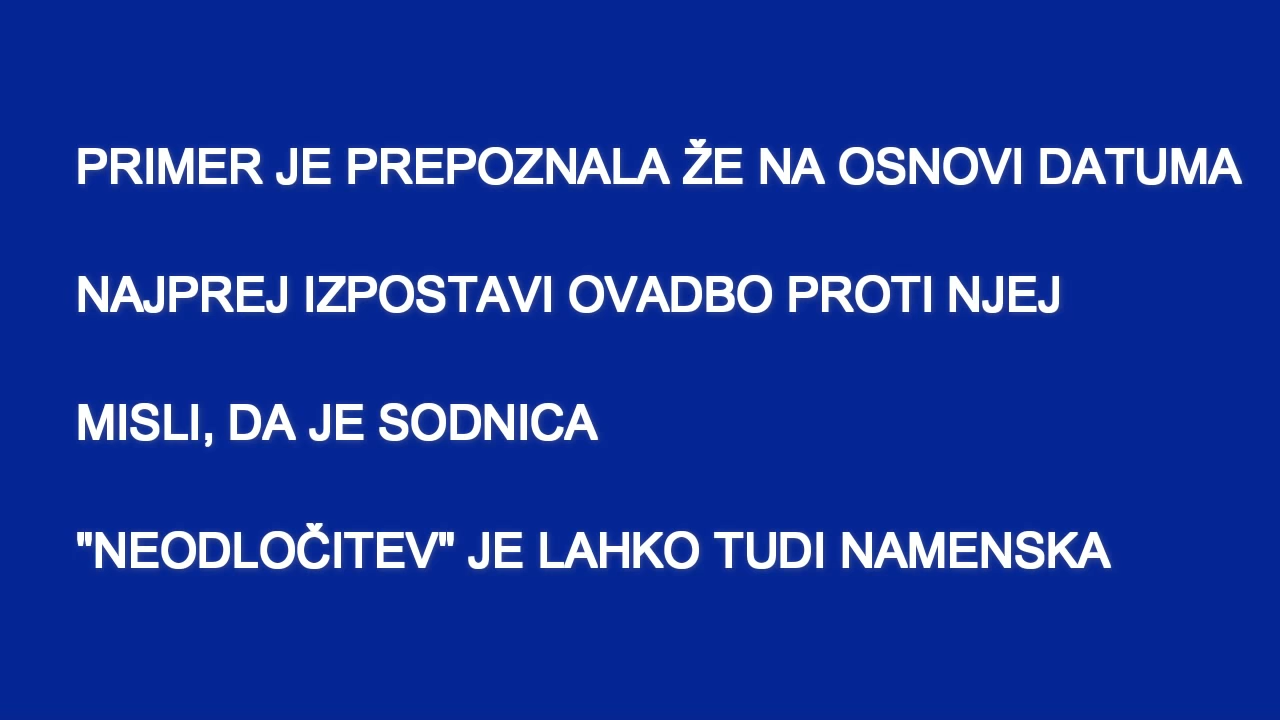 PRIMER JE PREPOZNALA ŽE NA OSNOVI DATUMA
NAJPREJ IZPOSTAVI OVADBO PROTI NJEJ
MISLI, DA JE SODNICA
"NEODLOČITEV" JE LAHKO TUDI NAMENSKA